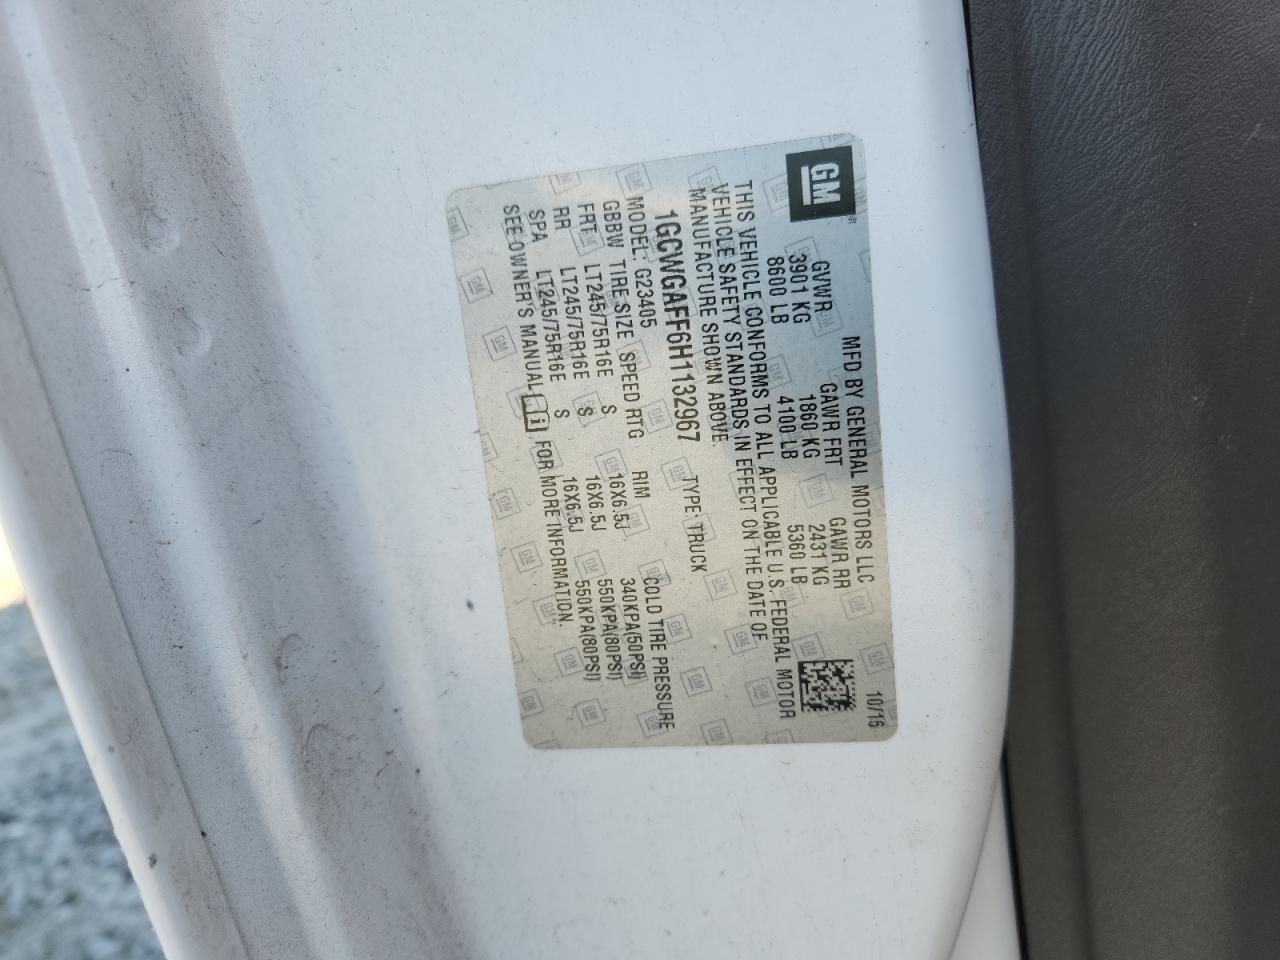 GM
MFD BY GENERAL MOTORS LLC 10/16
GVWR GAWR FRT GAWR RR
3901 KG 1860 KG 2431 KG
8600 LB 4100 LB 5360 LB
THIS VEHICLE CONFORMS TO ALL APPLICABLE U.S. FEDERAL MOTOR
VEHICLE SAFETY STANDARDS IN EFFECT ON THE DATE OF
MANUFACTURE SHOWN ABOVE.
1GCWGAFF6H1132967 TYPE: TRUCK
MODEL: G23405
GBBW TIRE SIZE SPEED RTG RIM COLD TIRE PRESSURE
FRT LT245/75R16E S 16X6.5J 340KPA(50PSI)
RR LT245/75R16E S 16X6.5J 550KPA(80PSI)
SPA LT245/75R16E S 16X6.5J 550KPA(80PSI)
SEE OWNER'S MANUAL i FOR MORE INFORMATION.